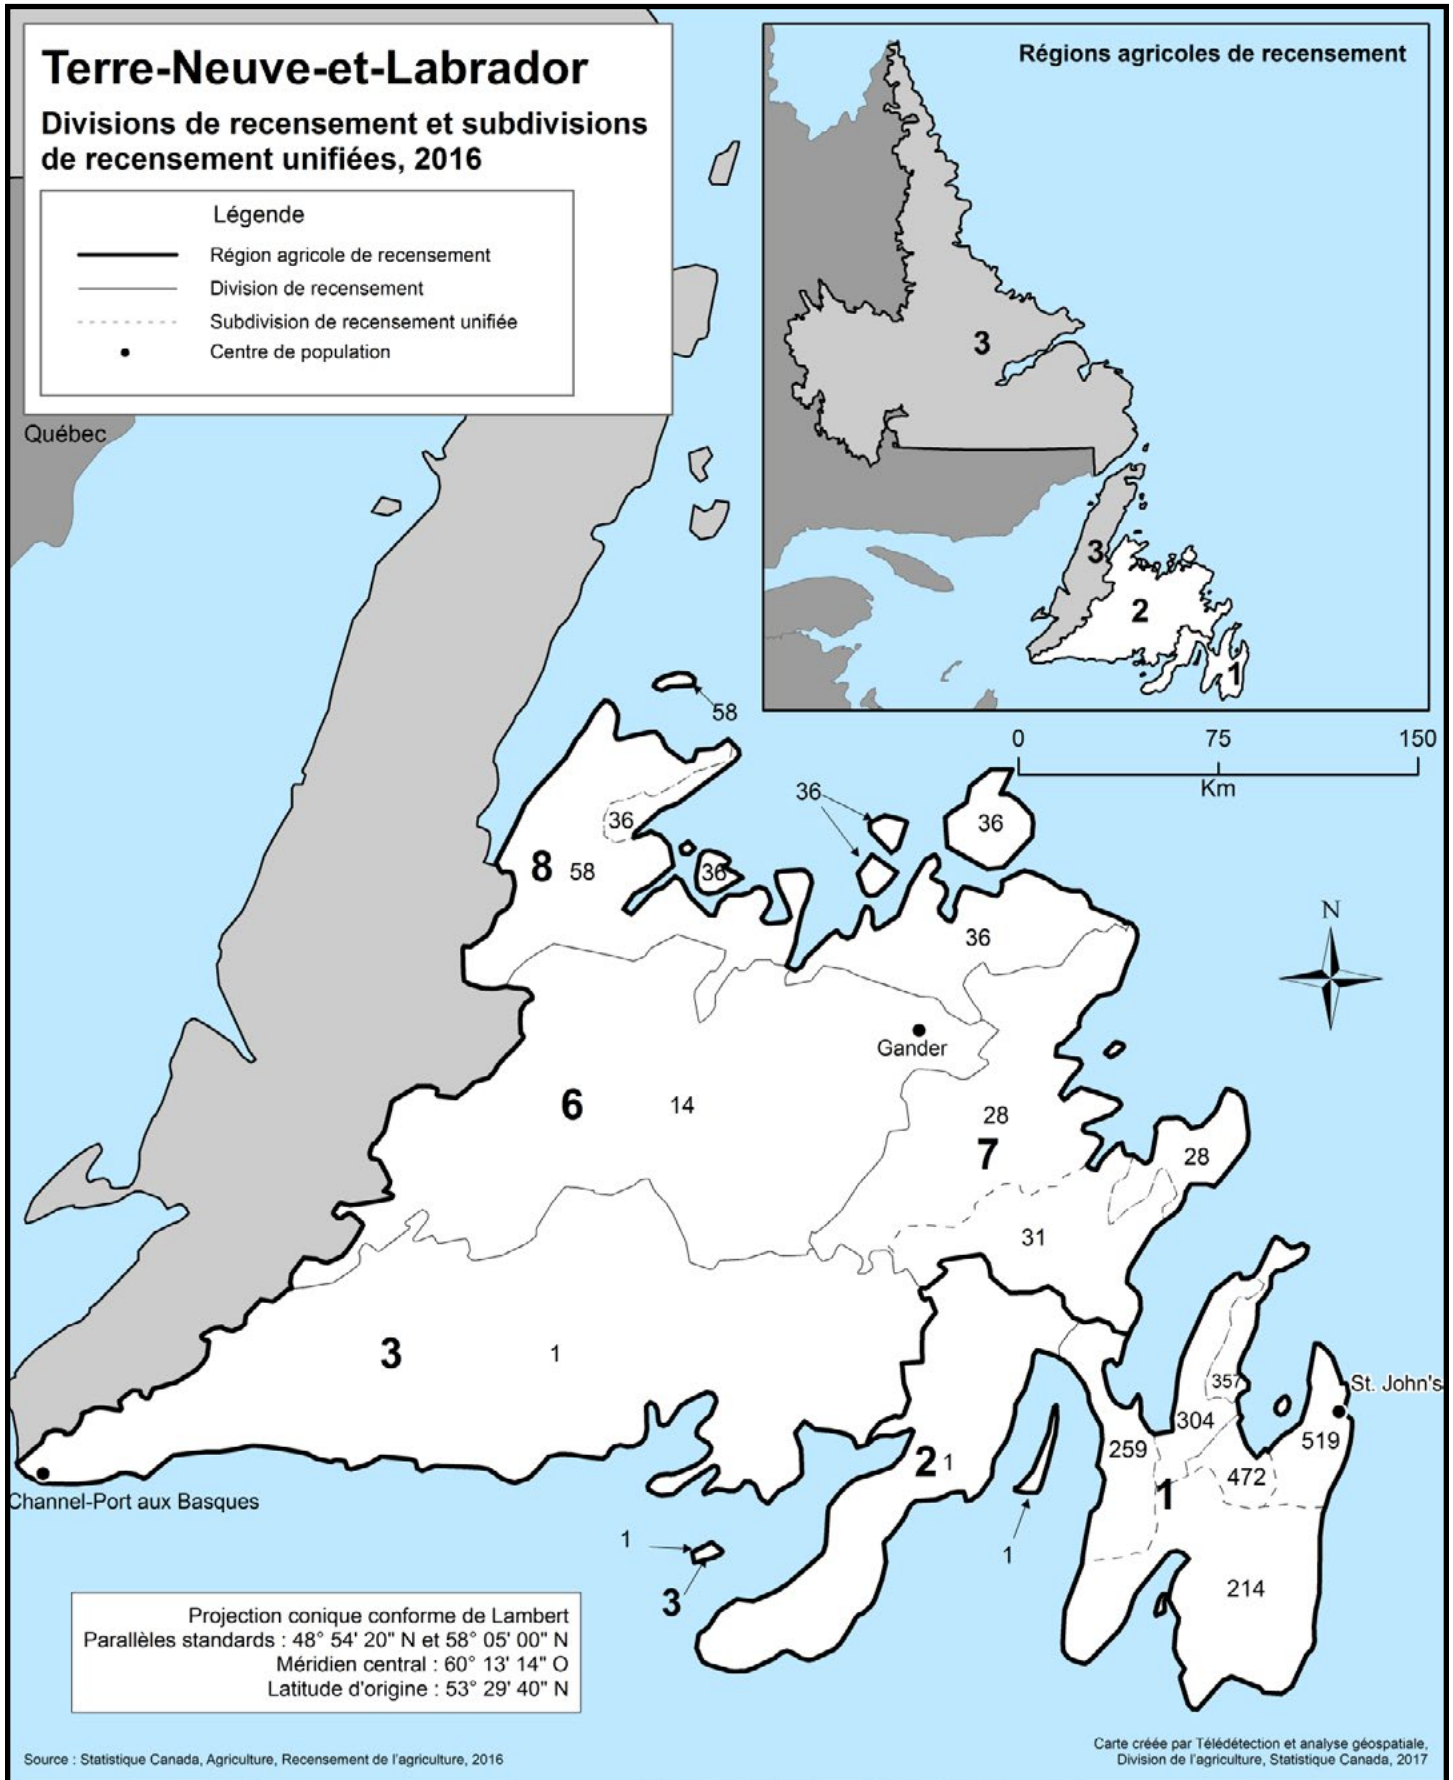 Terre-Neuve-et-Labrador
Divisions de recensement et subdivisions
de recensement unifiées, 2016
Légende
Région agricole de recensement
Division de recensement
Subdivision de recensement unifiée
Centre de population
Québec
Régions agricoles de recensement
3
3
2
1
0 75 150
Km
58
36
36
36
8 58
36
36
N
Gander
6 14
28
7
28
31
3 1
357
St. John's
304
519
259
2 1
472
1
Channel-Port aux Basques
1
1
3
214
Projection conique conforme de Lambert
Parallèles standards : 48° 54' 20" N et 58° 05' 00" N
Méridien central : 60° 13' 14" O
Latitude d'origine : 53° 29' 40" N
Source : Statistique Canada, Agriculture, Recensement de l'agriculture, 2016
Carte créée par Télédétection et analyse géospatiale,
Division de l'agriculture, Statistique Canada, 2017